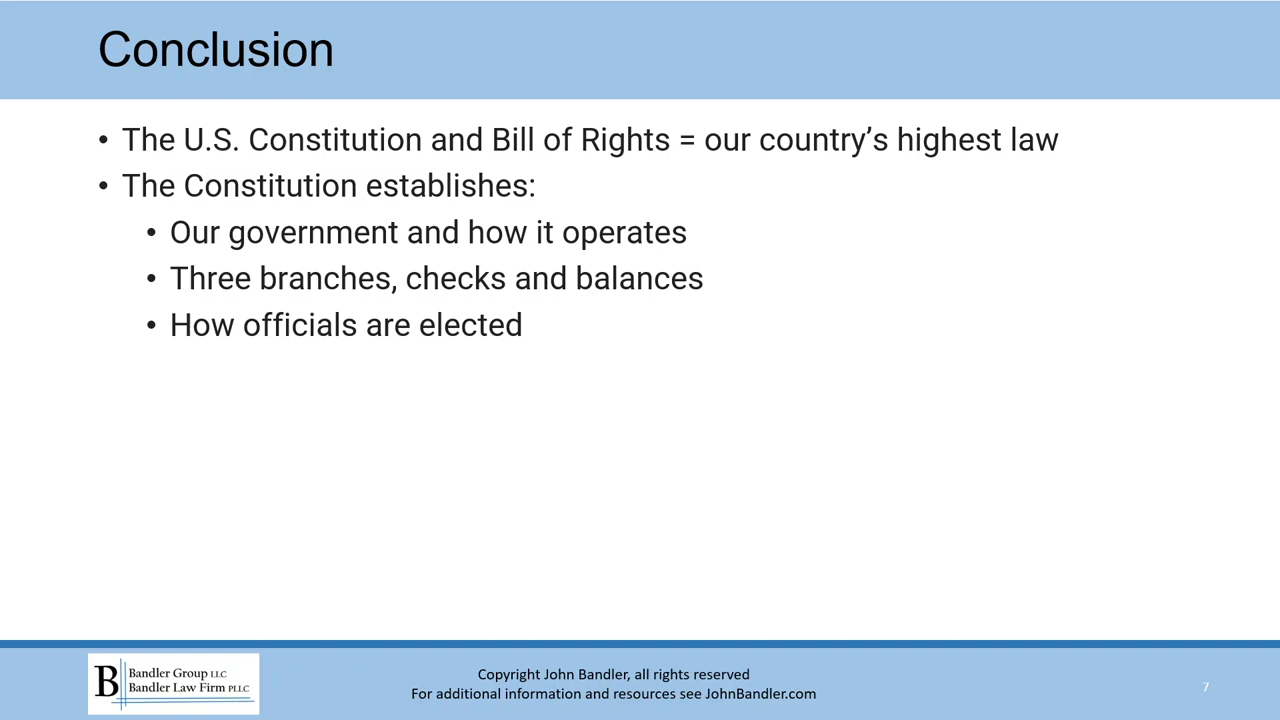 Conclusion
• The U.S. Constitution and Bill of Rights = our country’s highest law
• The Constitution establishes:
• Our government and how it operates
• Three branches, checks and balances
• How officials are elected
B
Bandler Group LLC
Bandler Law Firm PLLC
Copyright John Bandler, all rights reserved
For additional information and resources see JohnBandler.com
7